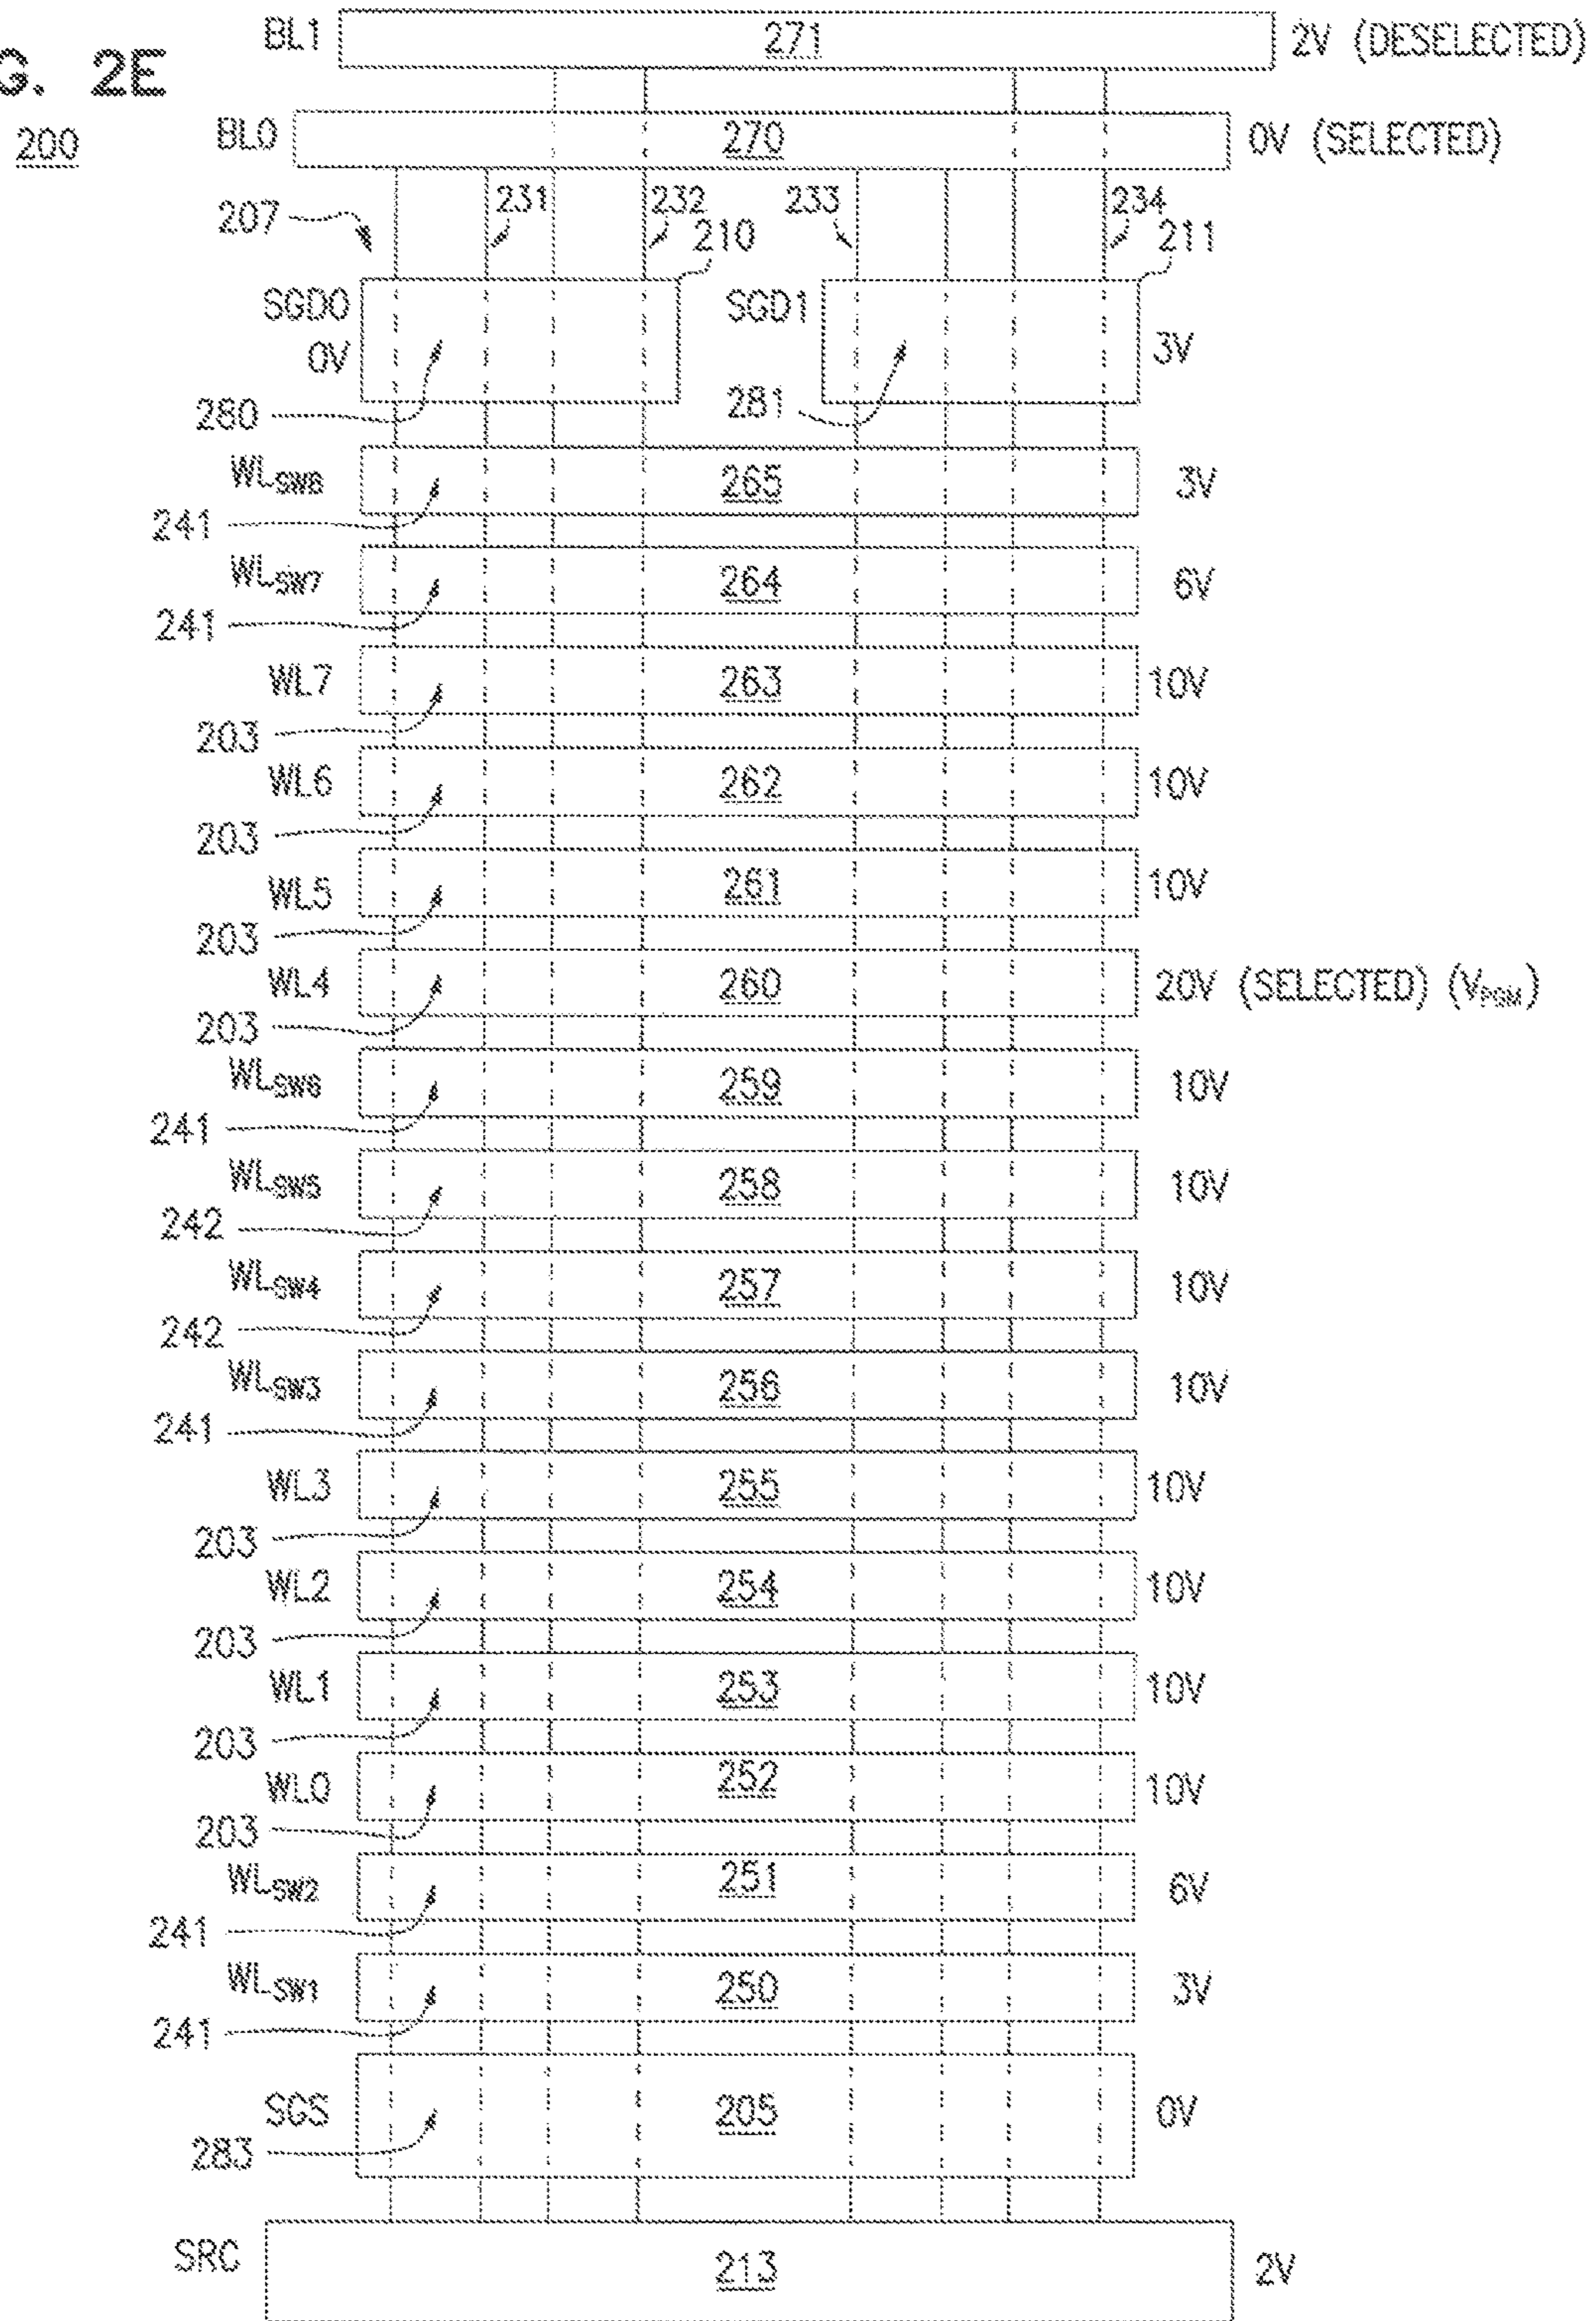 G. 2E
200
BL1 271 2V (DESELECTED)
BL0 270 0V (SELECTED)
207 231 232 233 234
210 211
SGD0 SGD1
0V 3V
280 281
WLSW8 265 3V
241
WLSW7 264 6V
241
WL7 263 10V
203
WL6 262 10V
203
WL5 261 10V
203
WL4 260 20V (SELECTED) (VPGM)
203
WLSW6 259 10V
241
WLSW5 258 10V
242
WLSW4 257 10V
242
WLSW3 256 10V
241
WL3 255 10V
203
WL2 254 10V
203
WL1 253 10V
203
WL0 252 10V
203
WLSW2 251 6V
241
WLSW1 250 3V
241
SGS 205 0V
283
SRC 213 2V